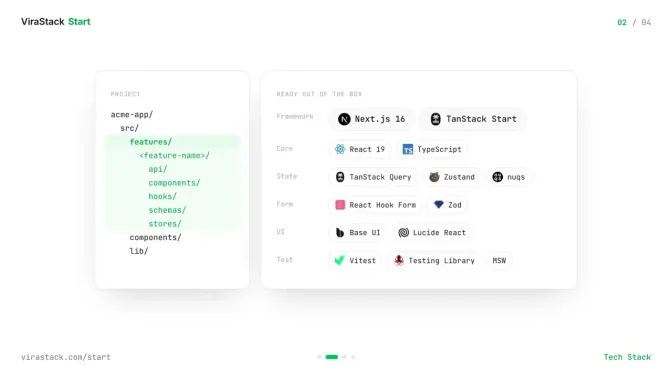 ViraStack Start
02 / 04
PROJECT
acme-app/
src/
features/
<feature-name>/
api/
components/
hooks/
schemas/
stores/
components/
lib/
READY OUT OF THE BOX
Framework
Next.js 16
TanStack Start
Core
React 19
TS
TypeScript
State
TanStack Query
Zustand
nuqs
Form
React Hook Form
Zod
UI
Base UI
Lucide React
Test
Vitest
Testing Library
MSW
virastack.com/start
Tech Stack